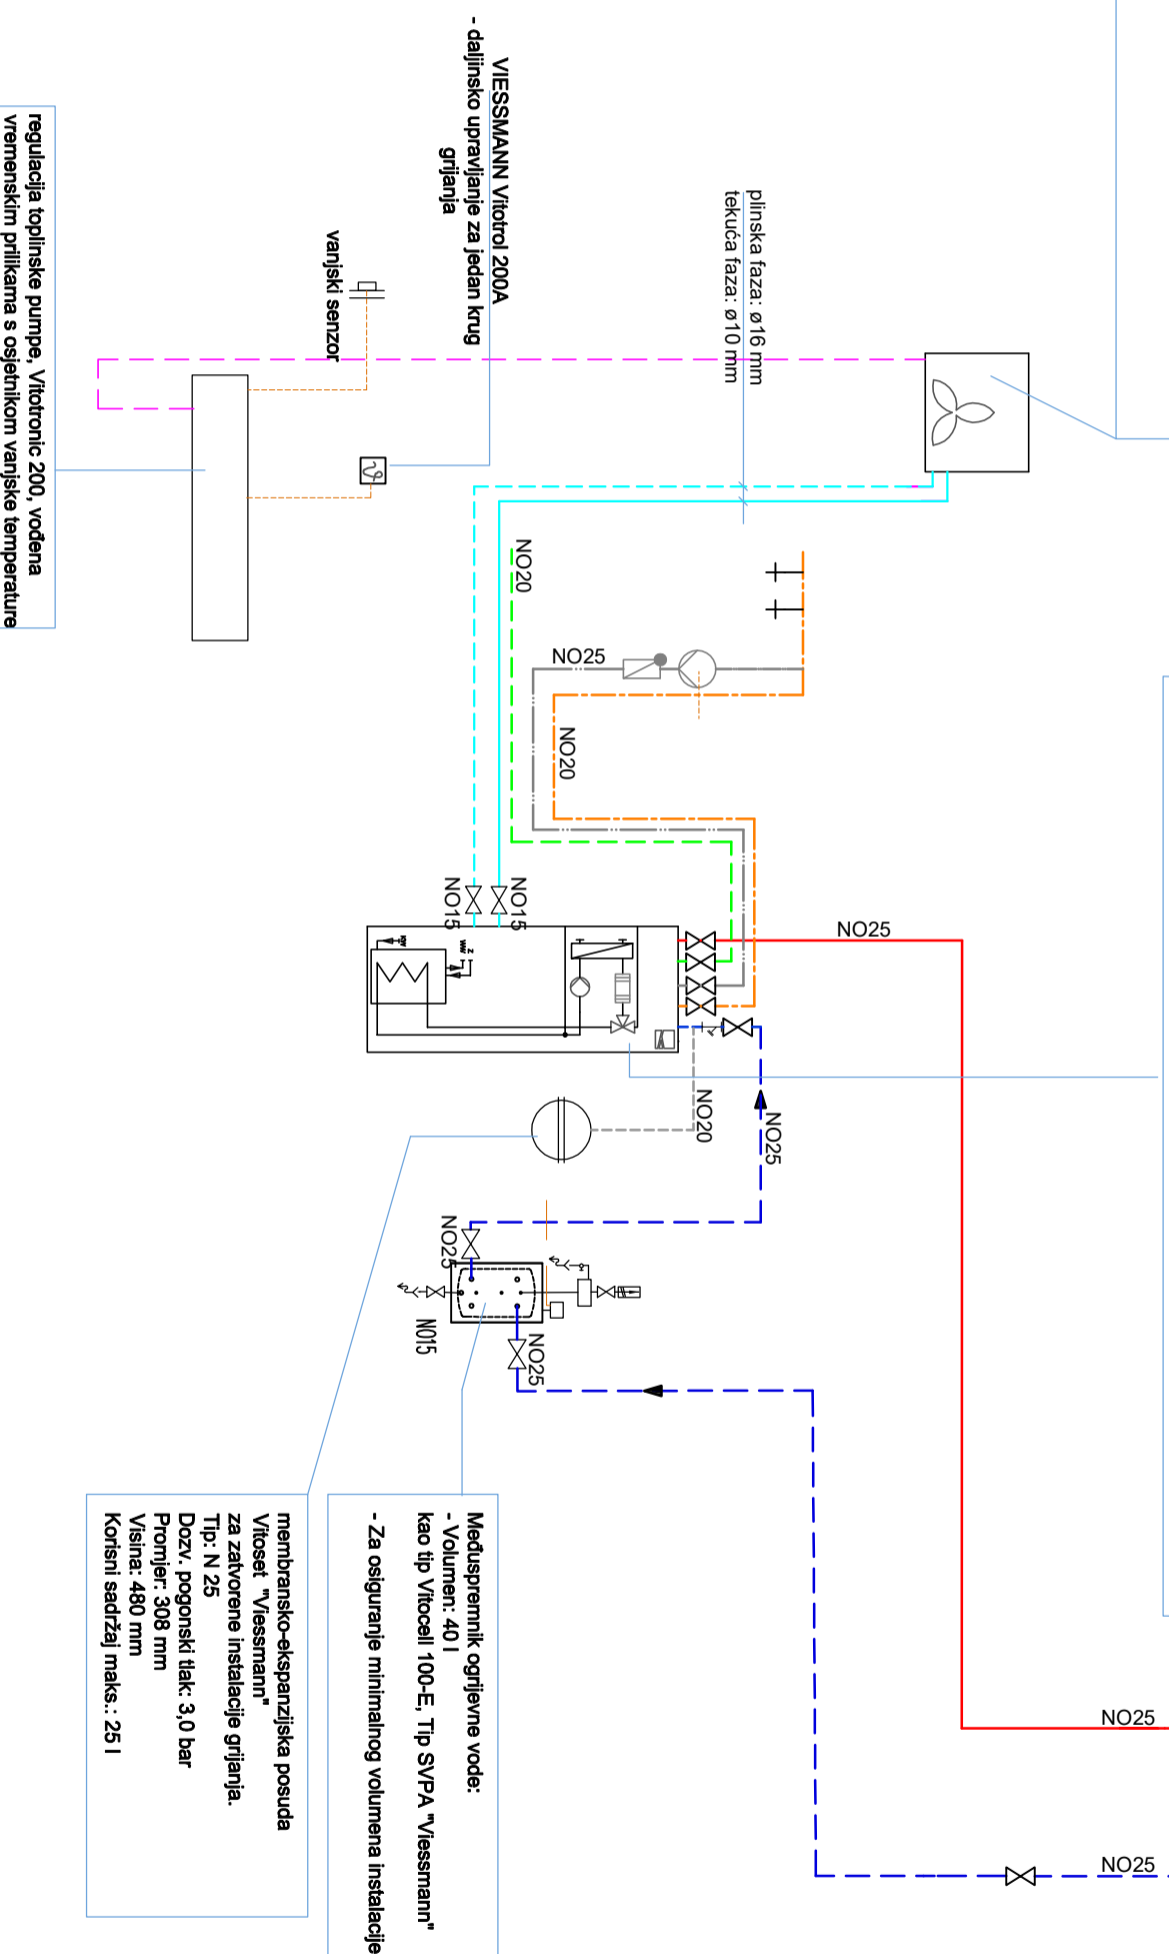 VIESSMANN Vitotrol 200A
- daljinsko upravljanje za jedan krug
grijanja
vanjski senzor
regulacija toplinske pumpe, Vitotronic 200, vođena
vremenskim prilikama s osjetnikom vanjske temperature
plinska faza: ø16 mm
tekuća faza: ø10 mm
NO20
NO25
NO20
NO15
NO15
NO25
KW
WW
Z
NO20
NO25
NO25
NO15
NO25
NO25
NO25
Međuspremnik ogrijevne vode:
- Volumen: 40 l
kao tip Vitocell 100-E, Tip SVPA "Viessmann"
- Za osiguranje minimalnog volumena instalacije
membransko-ekspanzijska posuda
Vitoset "Viessmann"
za zatvorene instalacije grijanja.
Tip: N 25
Dozv. pogonski tlak: 3,0 bar
Promjer: 308 mm
Visina: 480 mm
Korisni sadržaj maks.: 25 l